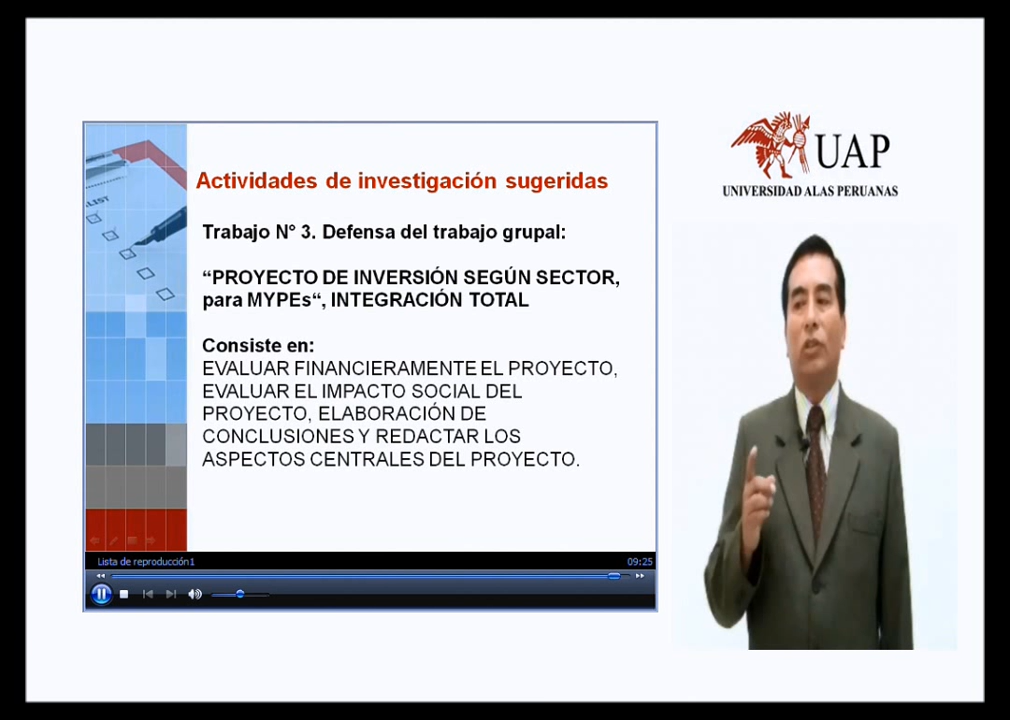 Actividades de investigación sugeridas
Trabajo N° 3. Defensa del trabajo grupal:
“PROYECTO DE INVERSIÓN SEGÚN SECTOR,
para MYPEs“, INTEGRACIÓN TOTAL
Consiste en:
EVALUAR FINANCIERAMENTE EL PROYECTO,
EVALUAR EL IMPACTO SOCIAL DEL
PROYECTO, ELABORACIÓN DE
CONCLUSIONES Y REDACTAR LOS
ASPECTOS CENTRALES DEL PROYECTO.
LIST
Lista de reproducción1
09:25
UAP
UNIVERSIDAD ALAS PERUANAS